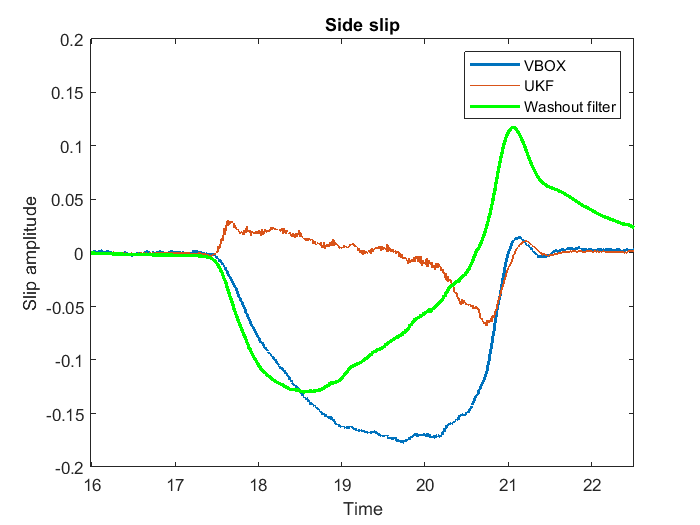 Side slip
0.2
0.15
0.1
0.05
0
-0.05
-0.1
-0.15
-0.2
Slip amplitude
VBOX
UKF
Washout filter
16 17 18 19 20 21 22
Time